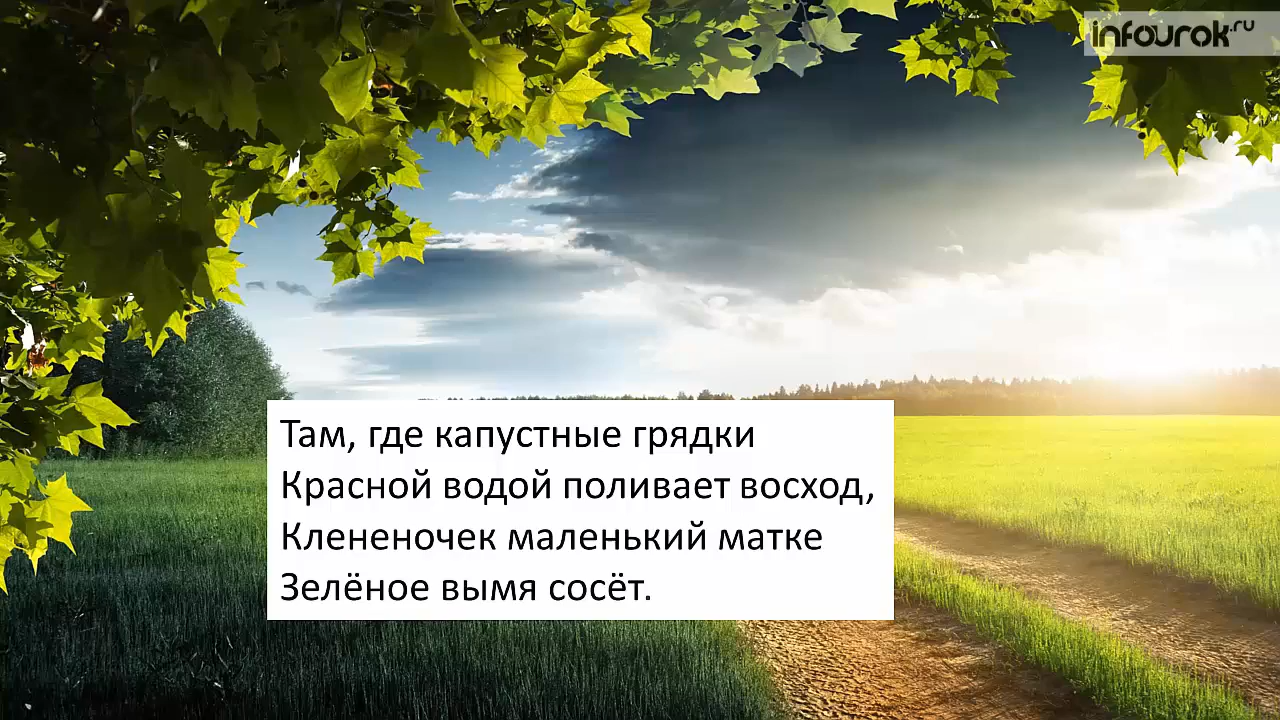 infourok.ru
Там, где капустные грядки
Красной водой поливает восход,
Клененочек маленький матке
Зелёное вымя сосёт.